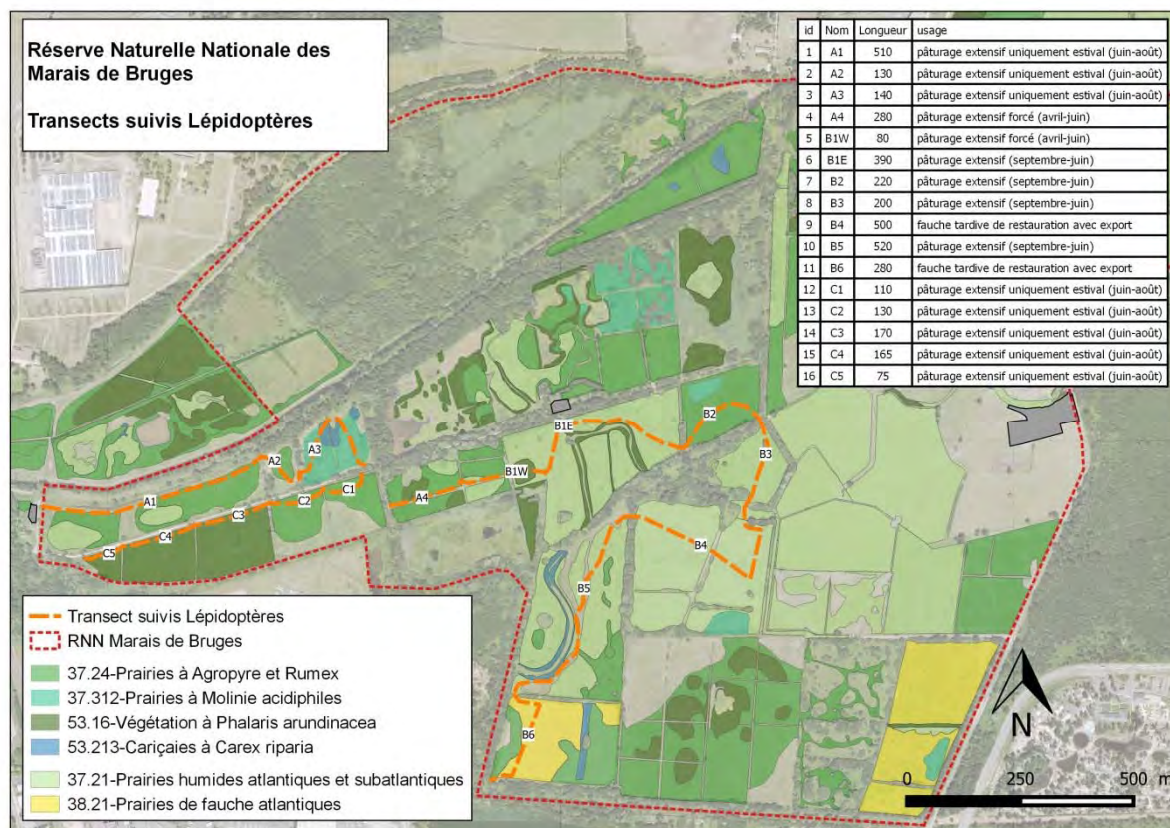 Réserve Naturelle Nationale des
Marais de Bruges
Transects suivis Lépidoptères
id Nom Longueur usage
1 A1 510 pâturage extensif uniquement estival (juin-août)
2 A2 130 pâturage extensif uniquement estival (juin-août)
3 A3 140 pâturage extensif uniquement estival (juin-août)
4 A4 280 pâturage extensif forcé (avril-juin)
5 B1W 80 pâturage extensif forcé (avril-juin)
6 B1E 390 pâturage extensif (septembre-juin)
7 B2 220 pâturage extensif (septembre-juin)
8 B3 200 pâturage extensif (septembre-juin)
9 B4 500 fauche tardive de restauration avec export
10 B5 520 pâturage extensif (septembre-juin)
11 B6 280 fauche tardive de restauration avec export
12 C1 110 pâturage extensif uniquement estival (juin-août)
13 C2 130 pâturage extensif uniquement estival (juin-août)
14 C3 170 pâturage extensif uniquement estival (juin-août)
15 C4 165 pâturage extensif uniquement estival (juin-août)
16 C5 75 pâturage extensif uniquement estival (juin-août)
B2
B1E
A3
B3
A2
B1W
C1
A4
A1
C2
C3
C4
B4
C5
B5
B6
Transect suivis Lépidoptères
RNN Marais de Bruges
37.24-Prairies à Agropyre et Rumex
37.312-Prairies à Molinie acidiphiles
53.16-Végétation à Phalaris arundinacea
53.213-Cariçaies à Carex riparia
37.21-Prairies humides atlantiques et subatlantiques
38.21-Prairies de fauche atlantiques
N
0 250 500 m